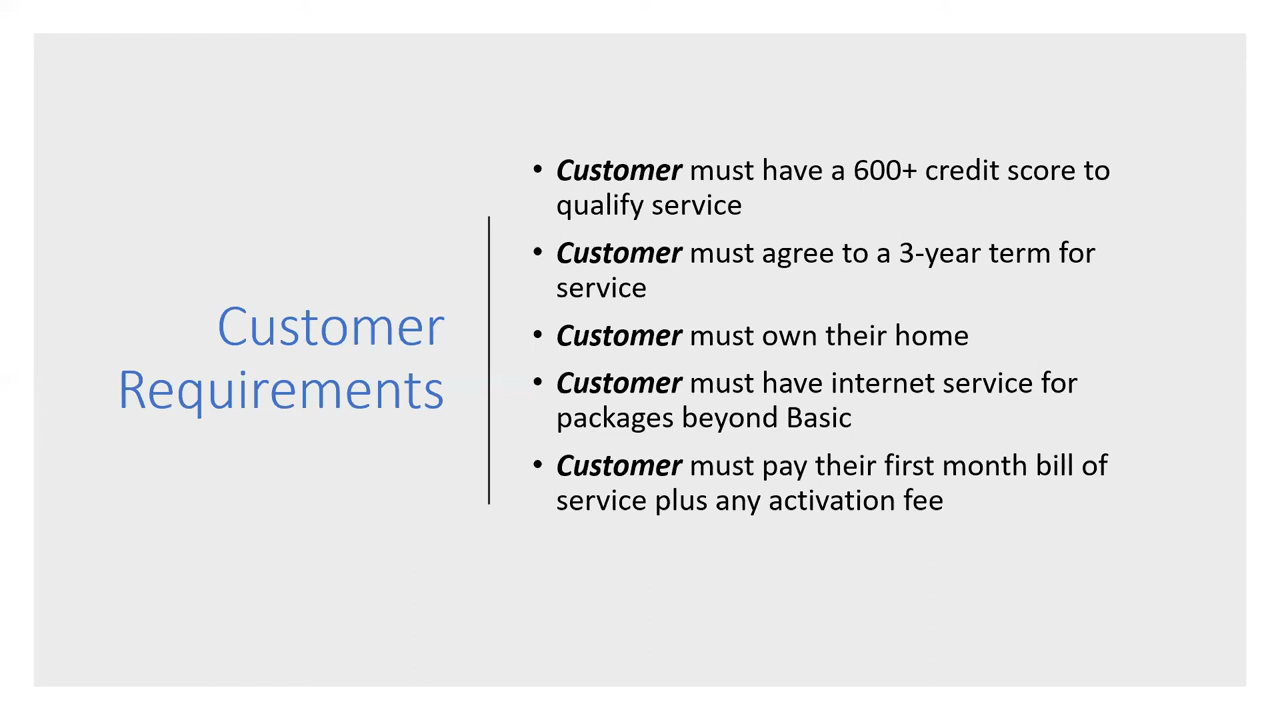 Customer
Requirements
• Customer must have a 600+ credit score to
qualify service
• Customer must agree to a 3-year term for
service
• Customer must own their home
• Customer must have internet service for
packages beyond Basic
• Customer must pay their first month bill of
service plus any activation fee